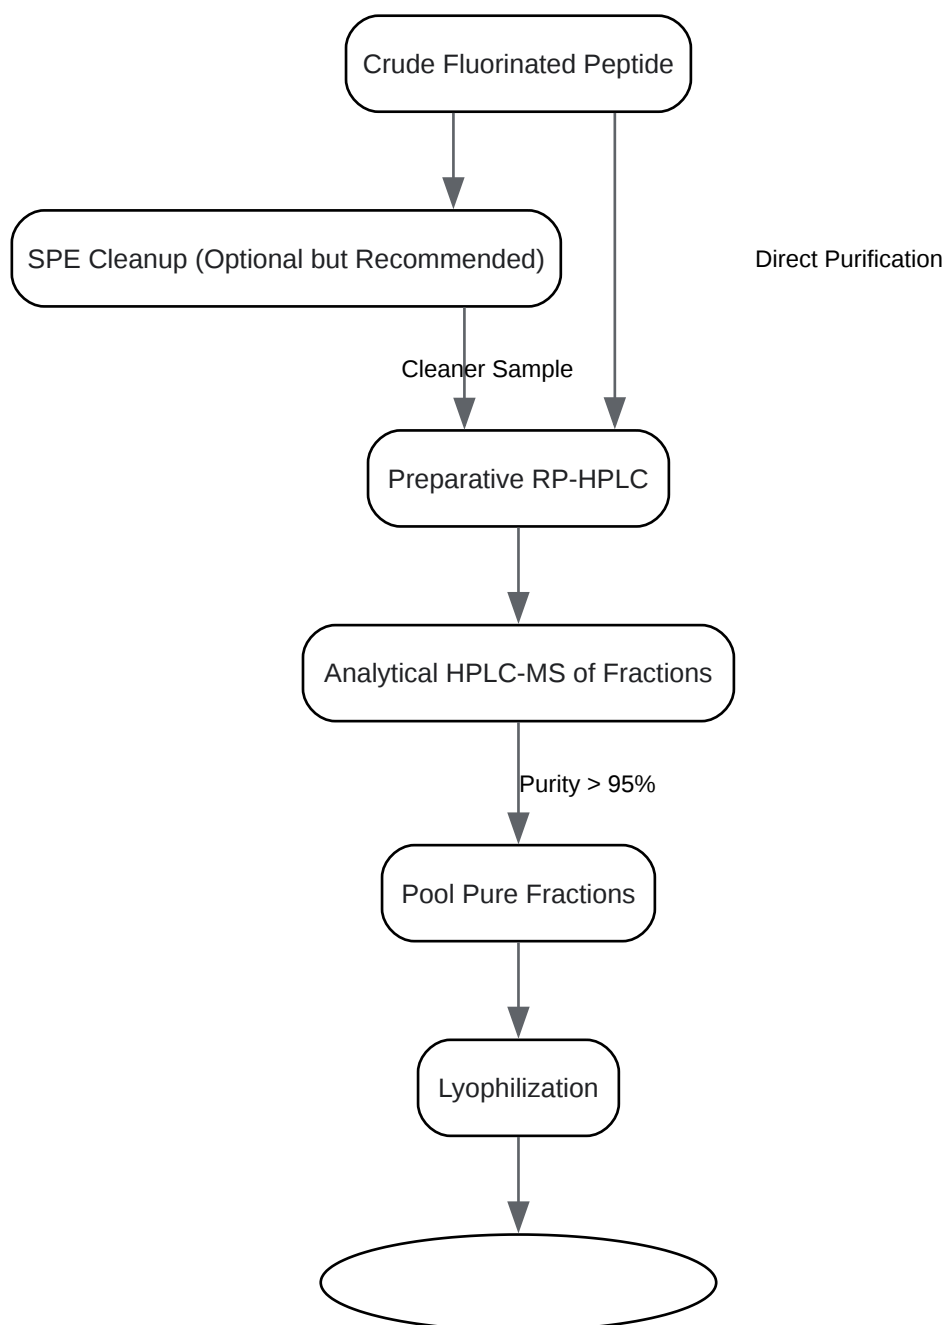 Crude Fluorinated Peptide
SPE Cleanup (Optional but Recommended)
Direct Purification
Cleaner Sample
Preparative RP-HPLC
Analytical HPLC-MS of Fractions
Purity > 95%
Pool Pure Fractions
Lyophilization